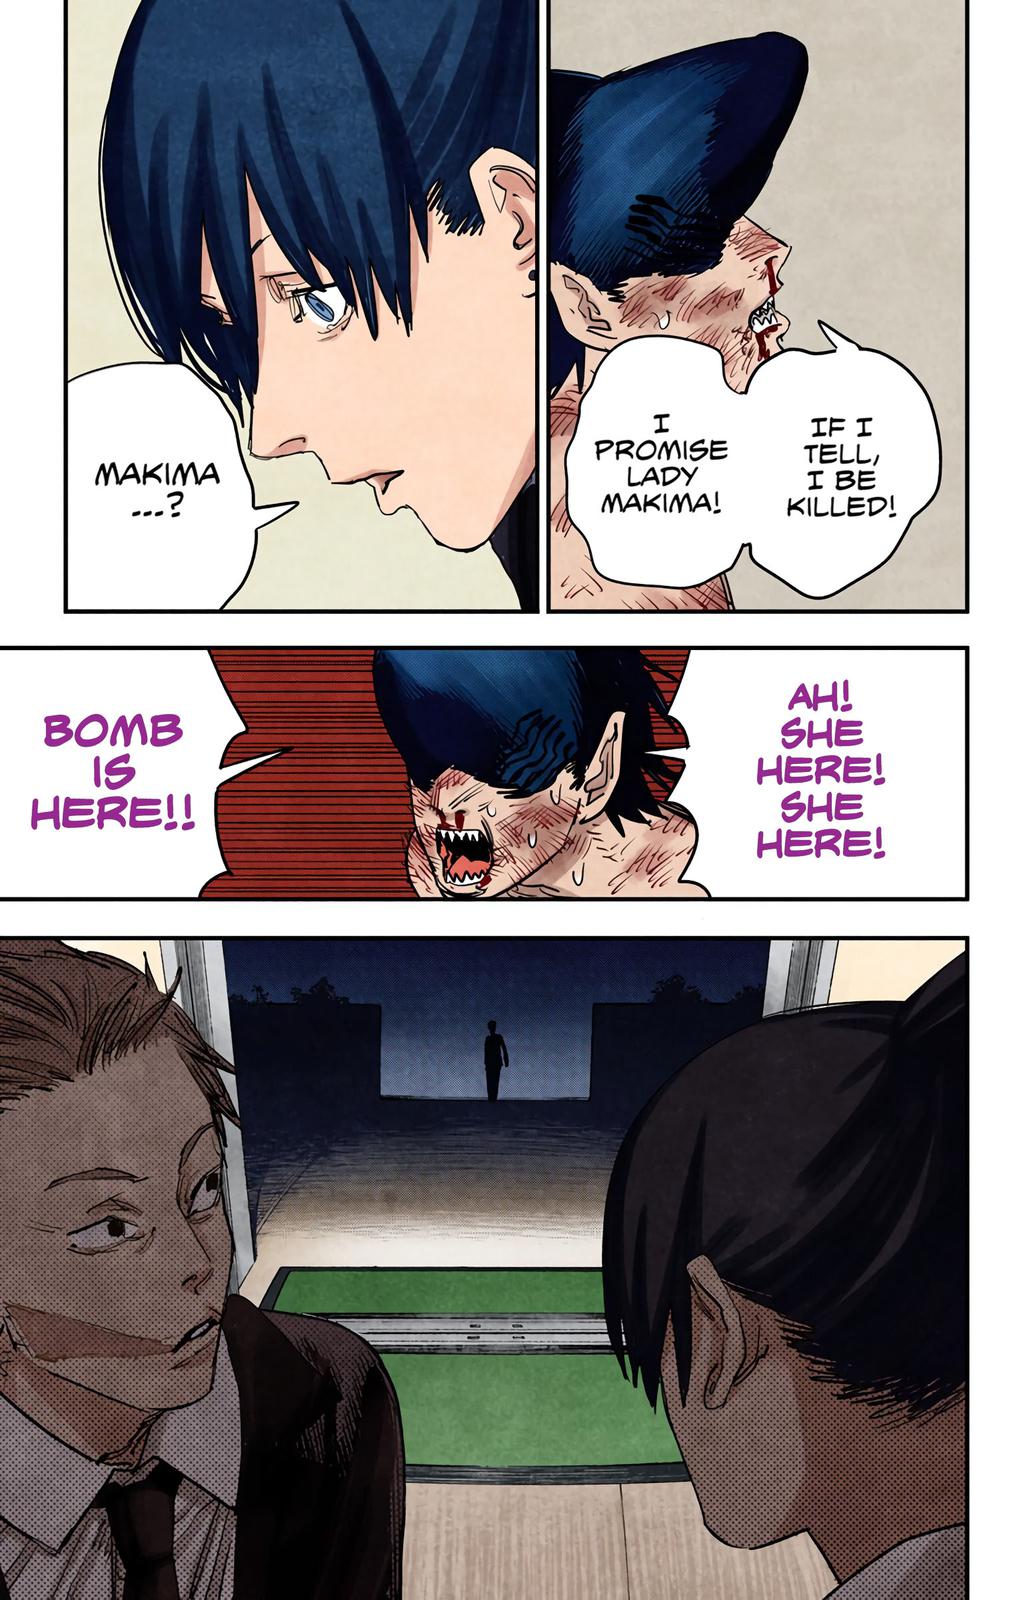 IF I
TELL,
I BE
KILLED!
I
PROMISE
LADY
MAKIMA!
MAKIMA
...?
AH!
SHE
HERE!
SHE
HERE!
BOMB
IS
HERE!!